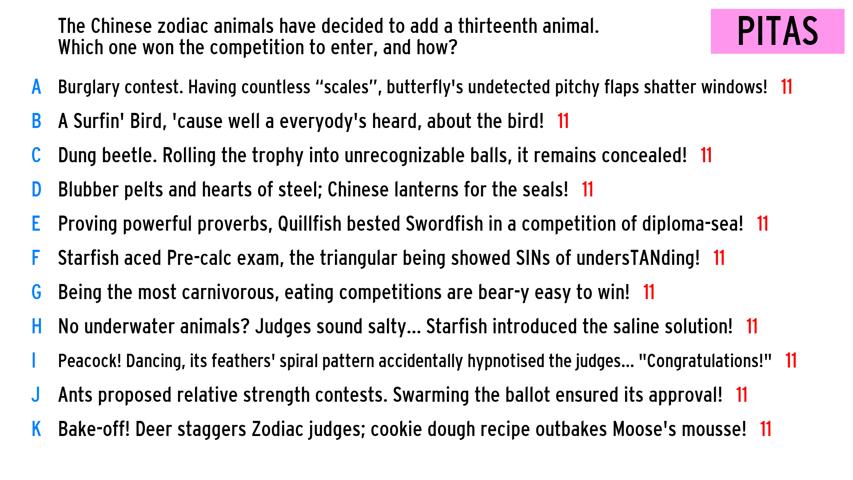 The Chinese zodiac animals have decided to add a thirteenth animal.
Which one won the competition to enter, and how?
PITAS
A Burglary contest. Having countless “scales”, butterfly's undetected pitchy flaps shatter windows! 11
B A Surfin' Bird, 'cause well a everyody's heard, about the bird! 11
C Dung beetle. Rolling the trophy into unrecognizable balls, it remains concealed! 11
D Blubber pelts and hearts of steel; Chinese lanterns for the seals! 11
E Proving powerful proverbs, Quillfish bested Swordfish in a competition of diploma-sea! 11
F Starfish aced Pre-calc exam, the triangular being showed SINs of undersTANding! 11
G Being the most carnivorous, eating competitions are bear-y easy to win! 11
H No underwater animals? Judges sound salty... Starfish introduced the saline solution! 11
I Peacock! Dancing, its feathers' spiral pattern accidentally hypnotised the judges... "Congratulations!" 11
J Ants proposed relative strength contests. Swarming the ballot ensured its approval! 11
K Bake-off! Deer staggers Zodiac judges; cookie dough recipe outbakes Moose's mousse! 11